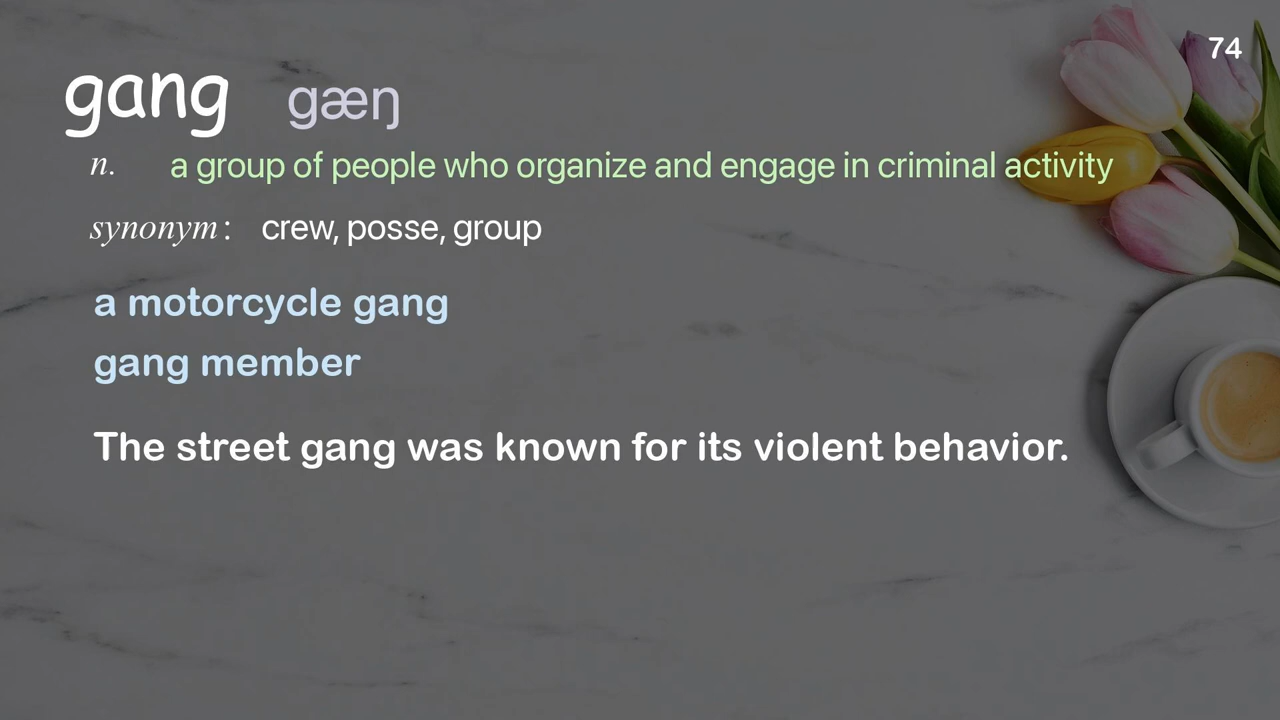 74
gang gæŋ
n. a group of people who organize and engage in criminal activity
synonym : crew, posse, group
a motorcycle gang
gang member
The street gang was known for its violent behavior.